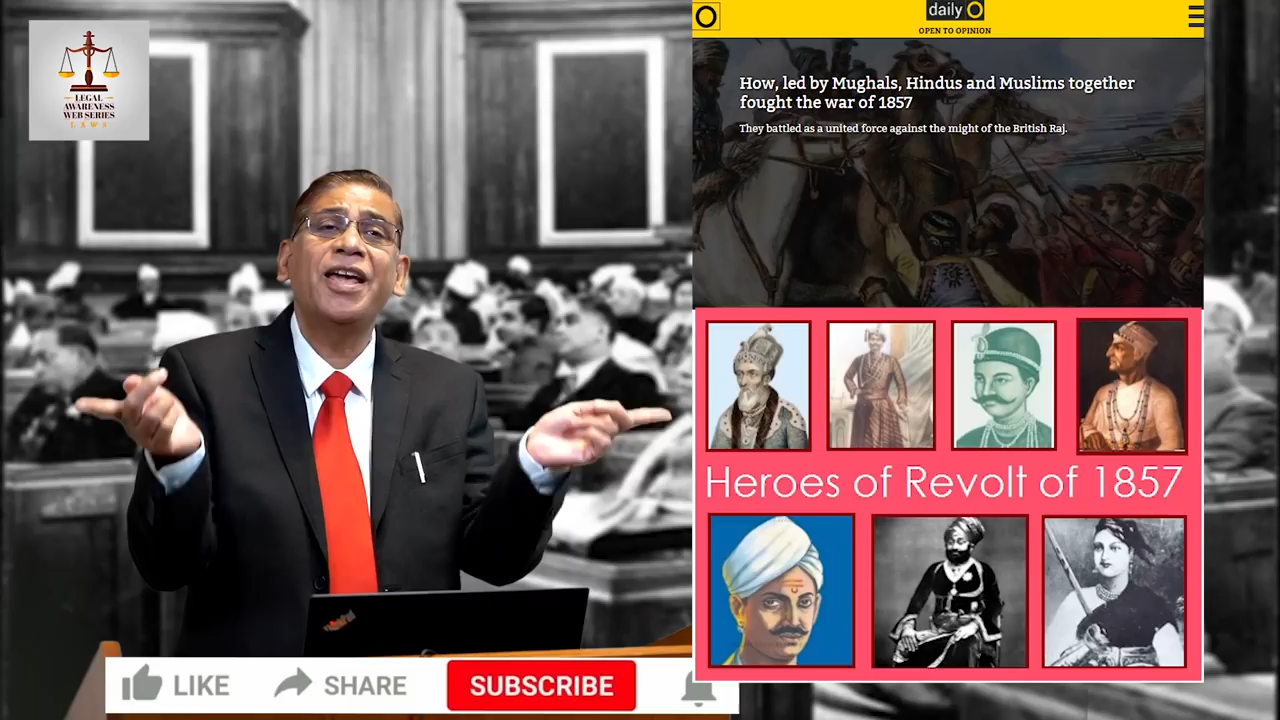 LEGAL
AWARENESS
WEB SERIES
LAWS
daily O
OPEN TO OPINION
How, led by Mughals, Hindus and Muslims together
fought the war of 1857
They battled as a united force against the might of the British Raj.
Heroes of Revolt of 1857
LIKE
SHARE
SUBSCRIBE